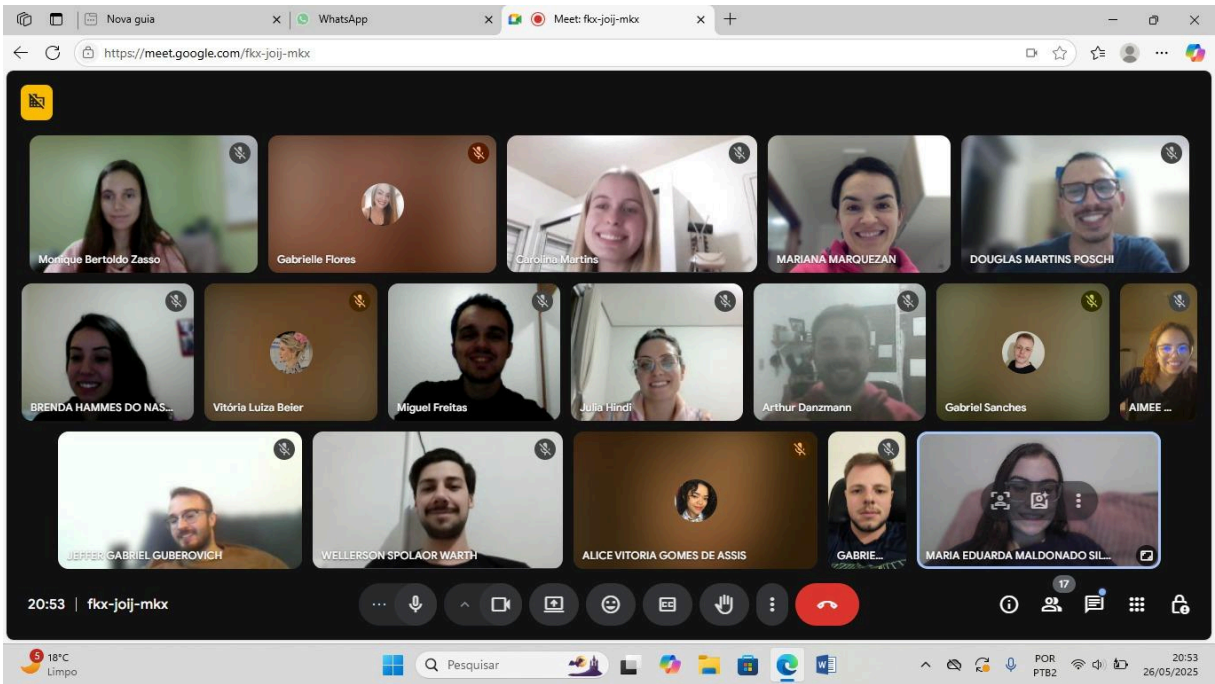 Nova guia
WhatsApp
Meet: fkx-joij-mkx
https://meet.google.com/fkx-joij-mkx
Monique Bertoldo Zasso
Gabrielle Flores
Carolina Martins
MARIANA MARQUEZAN
DOUGLAS MARTINS POSCHI
BRENDA HAMMES DO NAS...
Vitória Luiza Beier
Miguel Freitas
Julia Hindi
Arthur Danzmann
Gabriel Sanches
AIMEE ...
JEFFER GABRIEL GUBEROVICH
WELLERSON SPOLAOR WARTH
ALICE VITORIA GOMES DE ASSIS
GABRIE...
MARIA EDUARDA MALDONADO SIL...
20:53 | fkx-joij-mkx
CC
17
5
18°C
Limpo
Pesquisar
POR
PTB2
20:53
26/05/2025